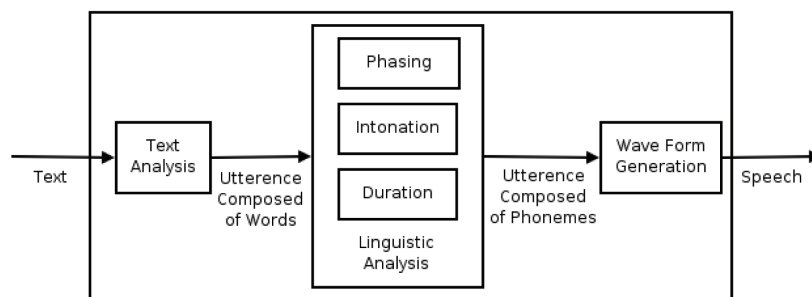 Text
Text
Analysis
Utterence
Composed
of Words
Phasing
Intonation
Duration
Linguistic
Analysis
Utterence
Composed
of Phonemes
Wave Form
Generation
Speech